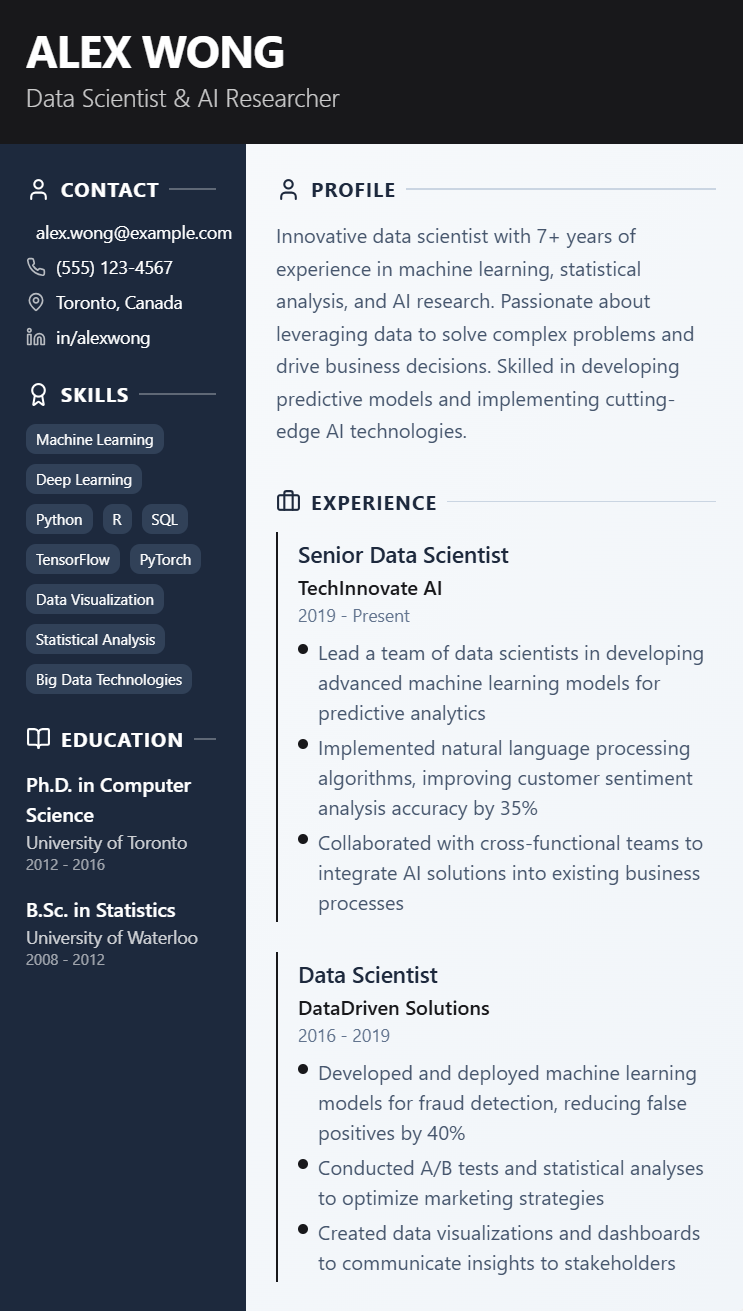 ALEX WONG
Data Scientist & AI Researcher
CONTACT
alex.wong@example.com
(555) 123-4567
Toronto, Canada
in/alexwong
SKILLS
Machine Learning
Deep Learning
Python R SQL
TensorFlow PyTorch
Data Visualization
Statistical Analysis
Big Data Technologies
EDUCATION
Ph.D. in Computer
Science
University of Toronto
2012 - 2016
B.Sc. in Statistics
University of Waterloo
2008 - 2012
PROFILE
Innovative data scientist with 7+ years of
experience in machine learning, statistical
analysis, and AI research. Passionate about
leveraging data to solve complex problems and
drive business decisions. Skilled in developing
predictive models and implementing cutting-
edge AI technologies.
EXPERIENCE
Senior Data Scientist
TechInnovate AI
2019 - Present
Lead a team of data scientists in developing
advanced machine learning models for
predictive analytics
Implemented natural language processing
algorithms, improving customer sentiment
analysis accuracy by 35%
Collaborated with cross-functional teams to
integrate AI solutions into existing business
processes
Data Scientist
DataDriven Solutions
2016 - 2019
Developed and deployed machine learning
models for fraud detection, reducing false
positives by 40%
Conducted A/B tests and statistical analyses
to optimize marketing strategies
Created data visualizations and dashboards
to communicate insights to stakeholders